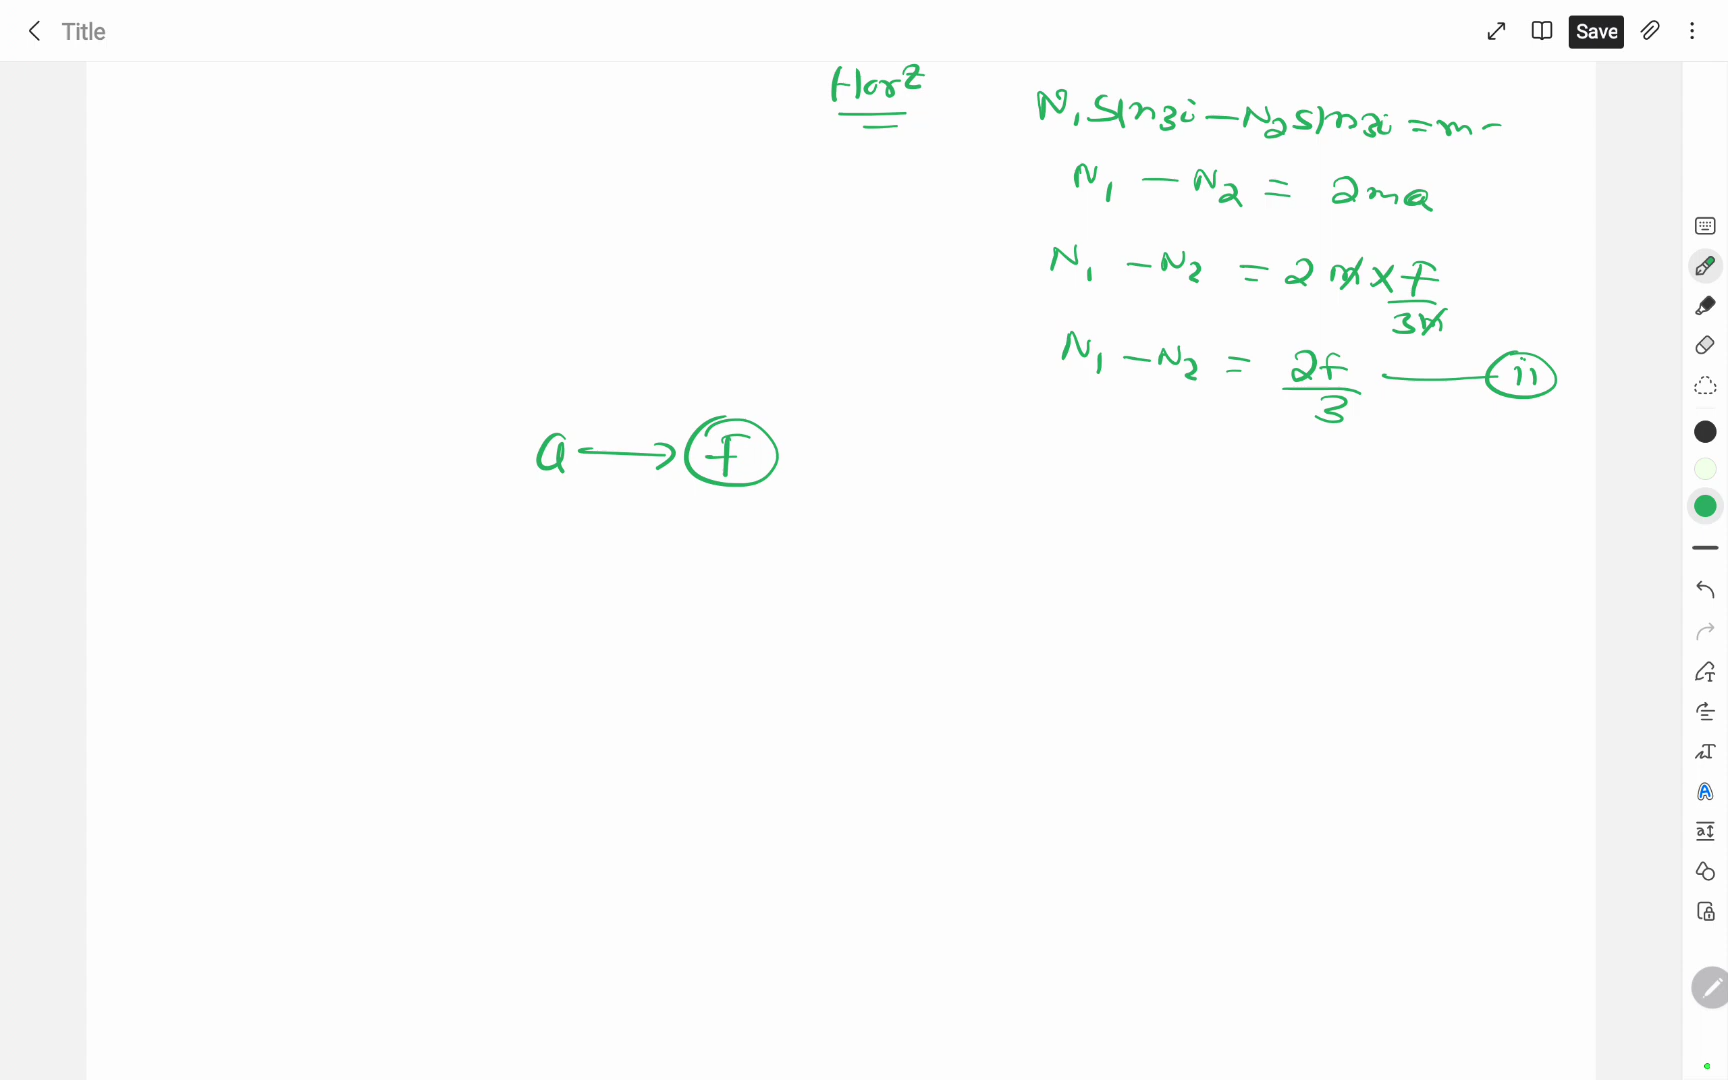 Title
Save
Horz
N₁ sin30 - N₂ sin30 = m -
N₁ - N₂ = 2ma
N₁ - N₂ = 2m × F/3m
N₁ - N₂ = 2F/3 — ii
a → F